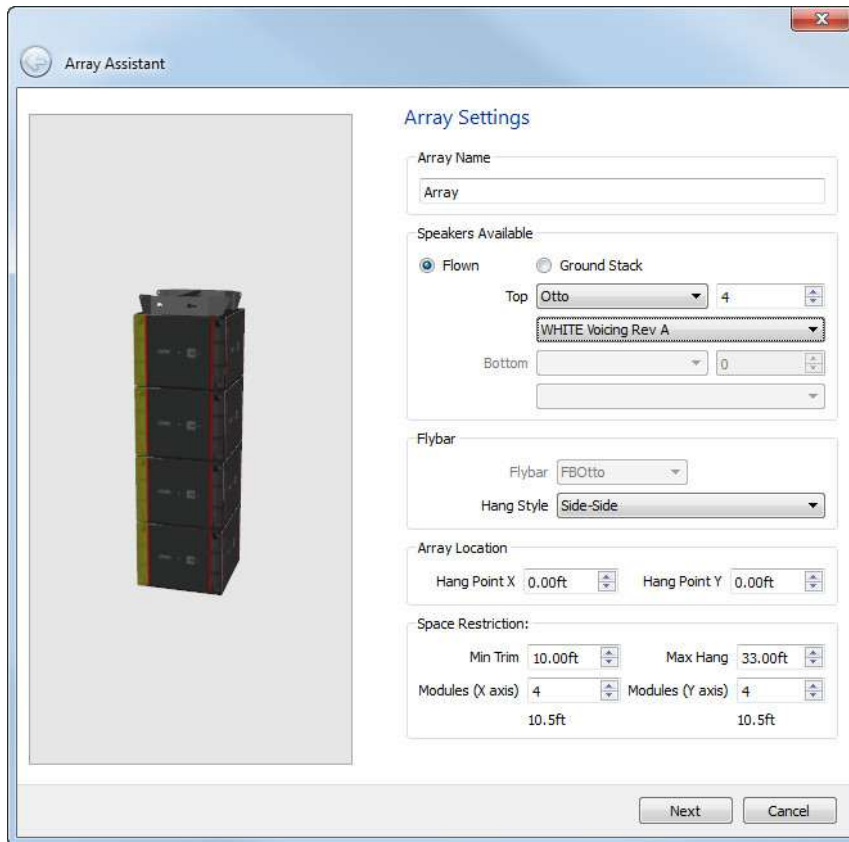 Array Assistant
Array Settings
Array Name
Array
Speakers Available
Flown Ground Stack
Top Otto 4
WHITE Voicing Rev A
Bottom 0
Flybar
Flybar FBOtto
Hang Style Side-Side
Array Location
Hang Point X 0.00ft Hang Point Y 0.00ft
Space Restriction:
Min Trim 10.00ft Max Hang 33.00ft
Modules (X axis) 4 Modules (Y axis) 4
10.5ft 10.5ft
Next Cancel